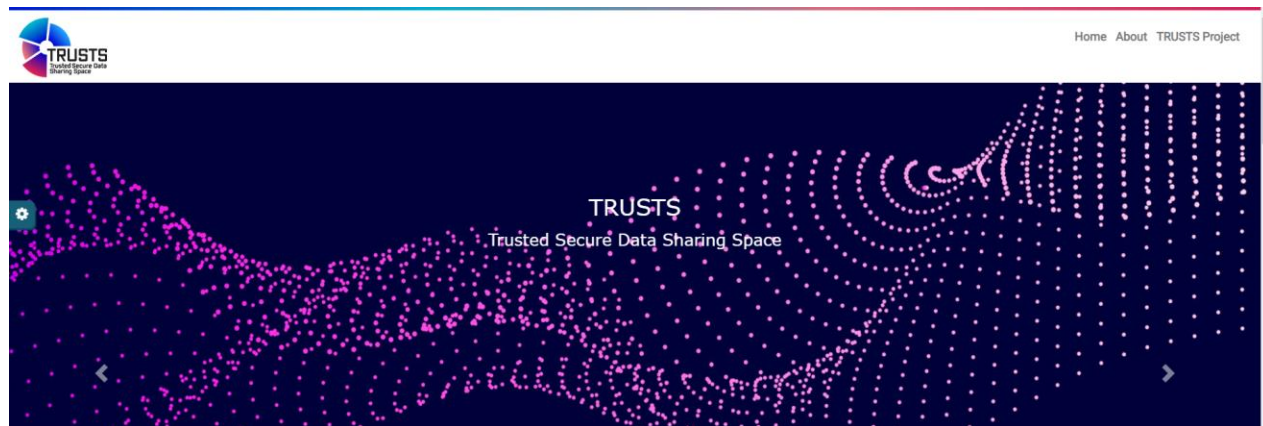 TRUSTS
Trusted Secure Data
Sharing Space
Home About TRUSTS Project
TRUSTS
Trusted Secure Data Sharing Space